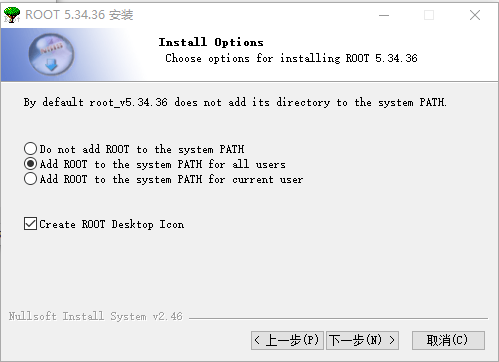 ROOT 5.34.36 安装
Install Options
Choose options for installing ROOT 5.34.36
By default root_v5.34.36 does not add its directory to the system PATH.
Do not add ROOT to the system PATH
Add ROOT to the system PATH for all users
Add ROOT to the system PATH for current user
Create ROOT Desktop Icon
Nullsoft Install System v2.46
< 上一步(P) 下一步(N) > 取消(C)